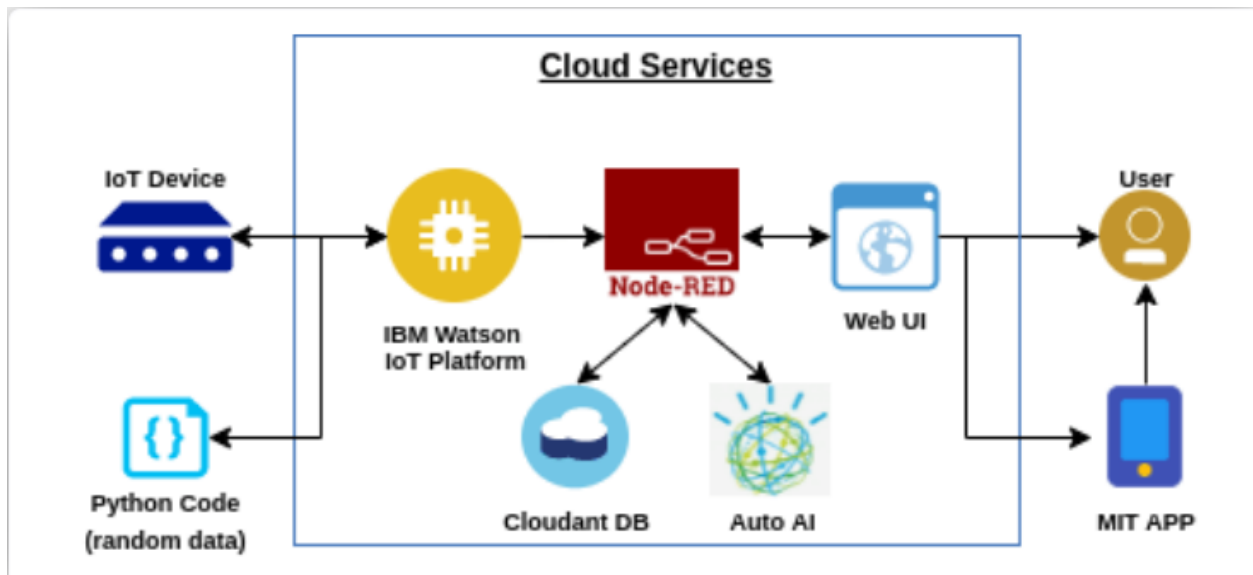 Cloud Services
IoT Device
User
Node-RED
IBM Watson
IoT Platform
Web UI
{}
Python Code
(random data)
Cloudant DB
Auto AI
MIT APP